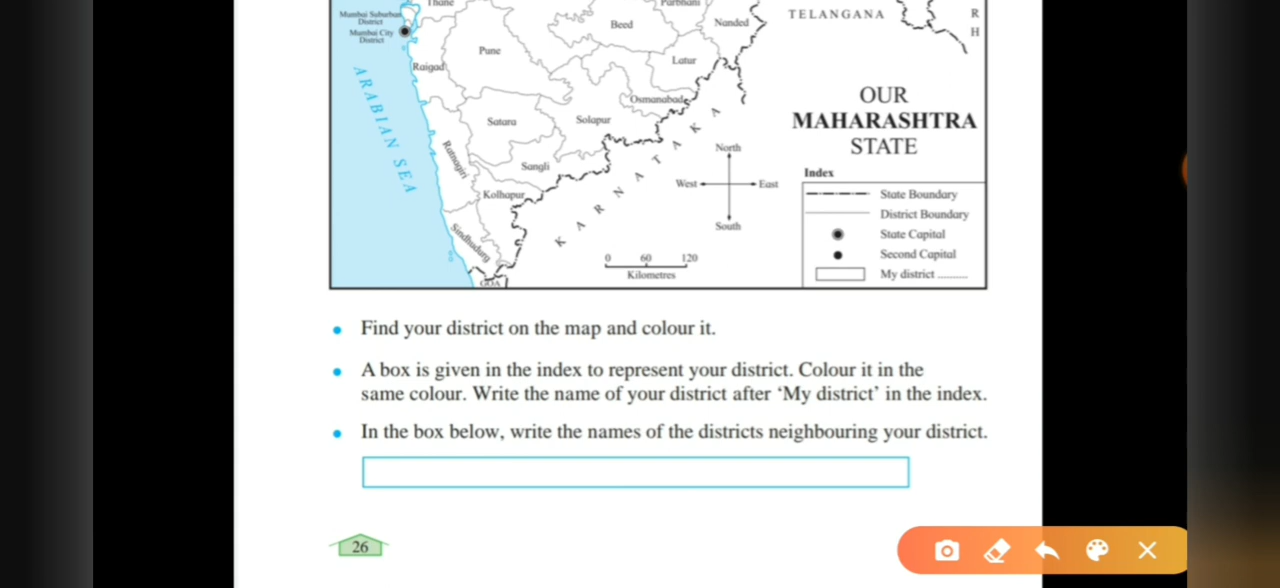 Thane
Parbhani
Mumbai Suburban
District
Mumbai City
District
Beed
Nanded
TELANGANA
R
H
Pune
Latur
Raigad
ARABIAN SEA
Osmanabad
OUR
MAHARASHTRA
STATE
Satara
Solapur
Ratnagiri
Sangli
Kolhapur
Sindhudurg
KARNATAKA
North
West
East
South
Index
State Boundary
District Boundary
State Capital
Second Capital
My district ..........
0 60 120
Kilometres
GOA
• Find your district on the map and colour it.
• A box is given in the index to represent your district. Colour it in the
same colour. Write the name of your district after ‘My district’ in the index.
• In the box below, write the names of the districts neighbouring your district.
26